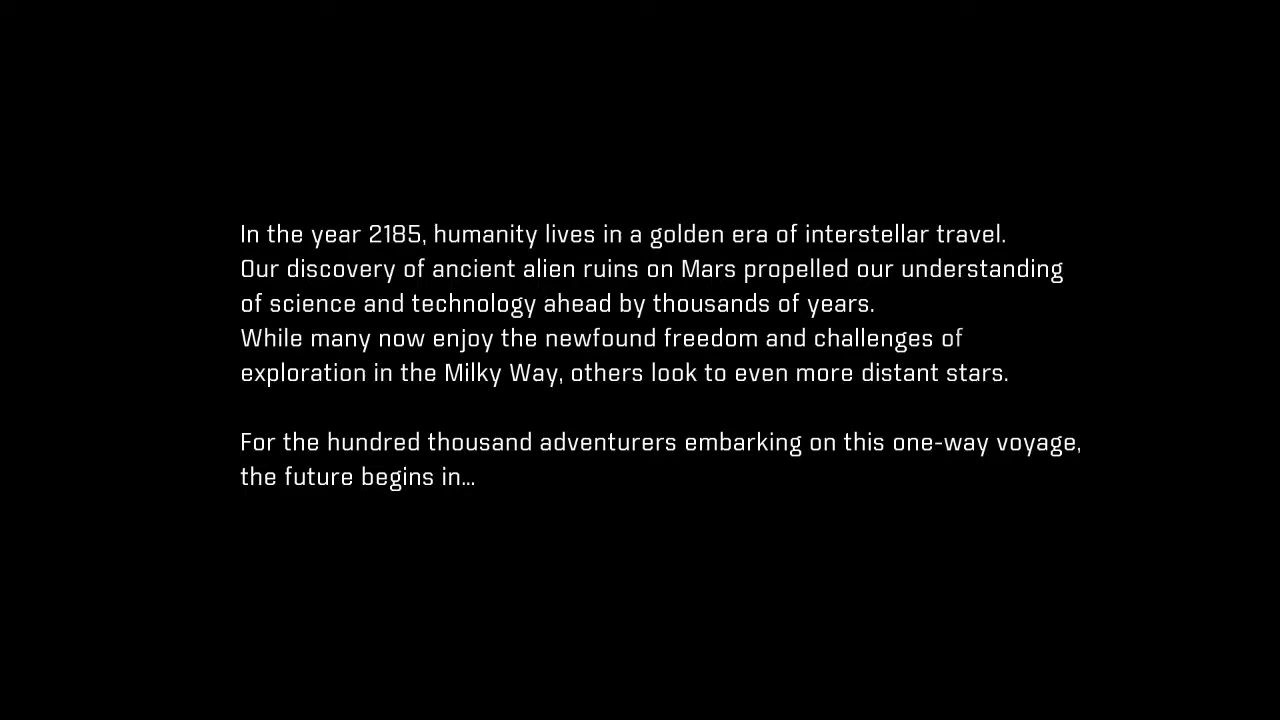 In the year 2185, humanity lives in a golden era of interstellar travel.
Our discovery of ancient alien ruins on Mars propelled our understanding
of science and technology ahead by thousands of years.
While many now enjoy the newfound freedom and challenges of
exploration in the Milky Way, others look to even more distant stars.
For the hundred thousand adventurers embarking on this one-way voyage,
the future begins in...